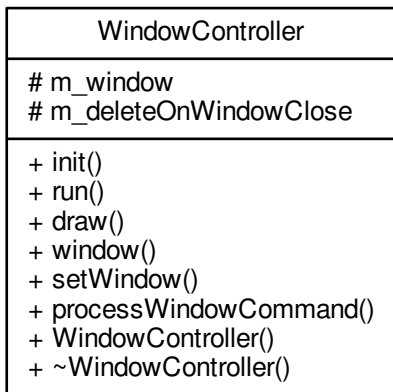 WindowController
# m_window
# m_deleteOnWindowClose
+ init()
+ run()
+ draw()
+ window()
+ setWindow()
+ processWindowCommand()
+ WindowController()
+ ~WindowController()